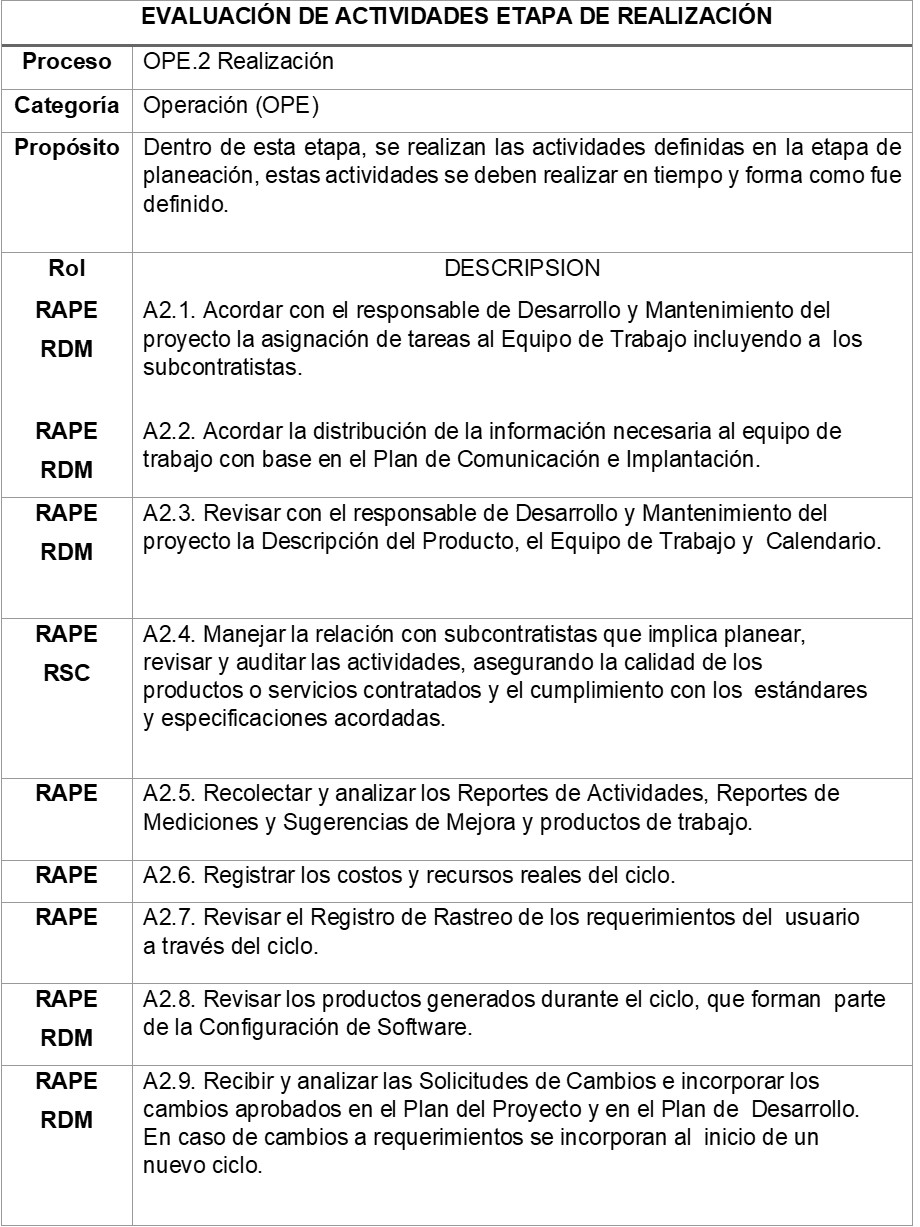 EVALUACIÓN DE ACTIVIDADES ETAPA DE REALIZACIÓN
Proceso OPE.2 Realización
Categoría Operación (OPE)
Propósito Dentro de esta etapa, se realizan las actividades definidas en la etapa de
planeación, estas actividades se deben realizar en tiempo y forma como fue
definido.
Rol DESCRIPSION
RAPE A2.1. Acordar con el responsable de Desarrollo y Mantenimiento del
RDM proyecto la asignación de tareas al Equipo de Trabajo incluyendo a los
subcontratistas.
RAPE A2.2. Acordar la distribución de la información necesaria al equipo de
RDM trabajo con base en el Plan de Comunicación e Implantación.
RAPE A2.3. Revisar con el responsable de Desarrollo y Mantenimiento del
RDM proyecto la Descripción del Producto, el Equipo de Trabajo y Calendario.
RAPE A2.4. Manejar la relación con subcontratistas que implica planear,
RSC revisar y auditar las actividades, asegurando la calidad de los
productos o servicios contratados y el cumplimiento con los estándares
y especificaciones acordadas.
RAPE A2.5. Recolectar y analizar los Reportes de Actividades, Reportes de
Mediciones y Sugerencias de Mejora y productos de trabajo.
RAPE A2.6. Registrar los costos y recursos reales del ciclo.
RAPE A2.7. Revisar el Registro de Rastreo de los requerimientos del usuario
a través del ciclo.
RAPE A2.8. Revisar los productos generados durante el ciclo, que forman parte
RDM de la Configuración de Software.
RAPE A2.9. Recibir y analizar las Solicitudes de Cambios e incorporar los
RDM cambios aprobados en el Plan del Proyecto y en el Plan de Desarrollo.
En caso de cambios a requerimientos se incorporan al inicio de un
nuevo ciclo.